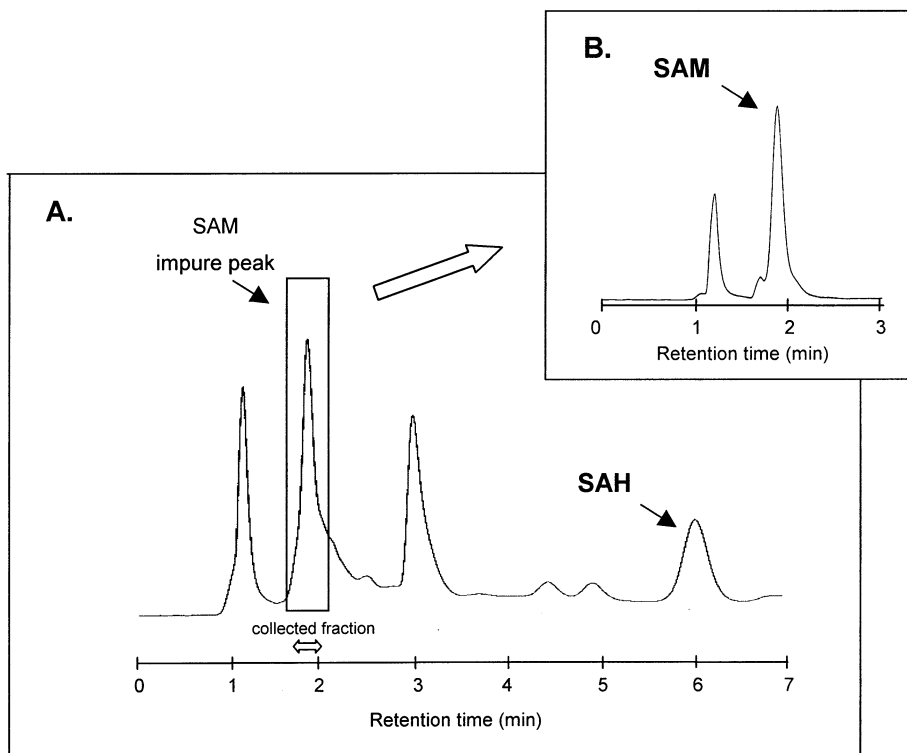 B.
SAM
0 1 2 3
Retention time (min)
A.
SAM
impure peak
SAH
collected fraction
0 1 2 3 4 5 6 7
Retention time (min)